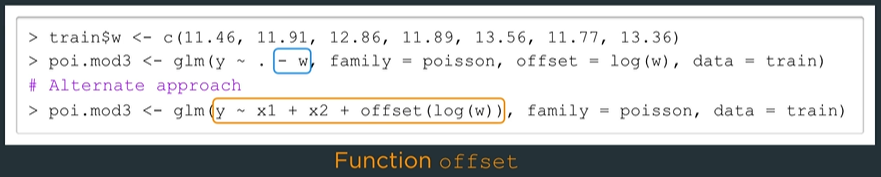 > train$w <- c(11.46, 11.91, 12.86, 11.89, 13.56, 11.77, 13.36)
> poi.mod3 <- glm(y ~ . - w, family = poisson, offset = log(w), data = train)
# Alternate approach
> poi.mod3 <- glm(y ~ x1 + x2 + offset(log(w)), family = poisson, data = train)
Function offset